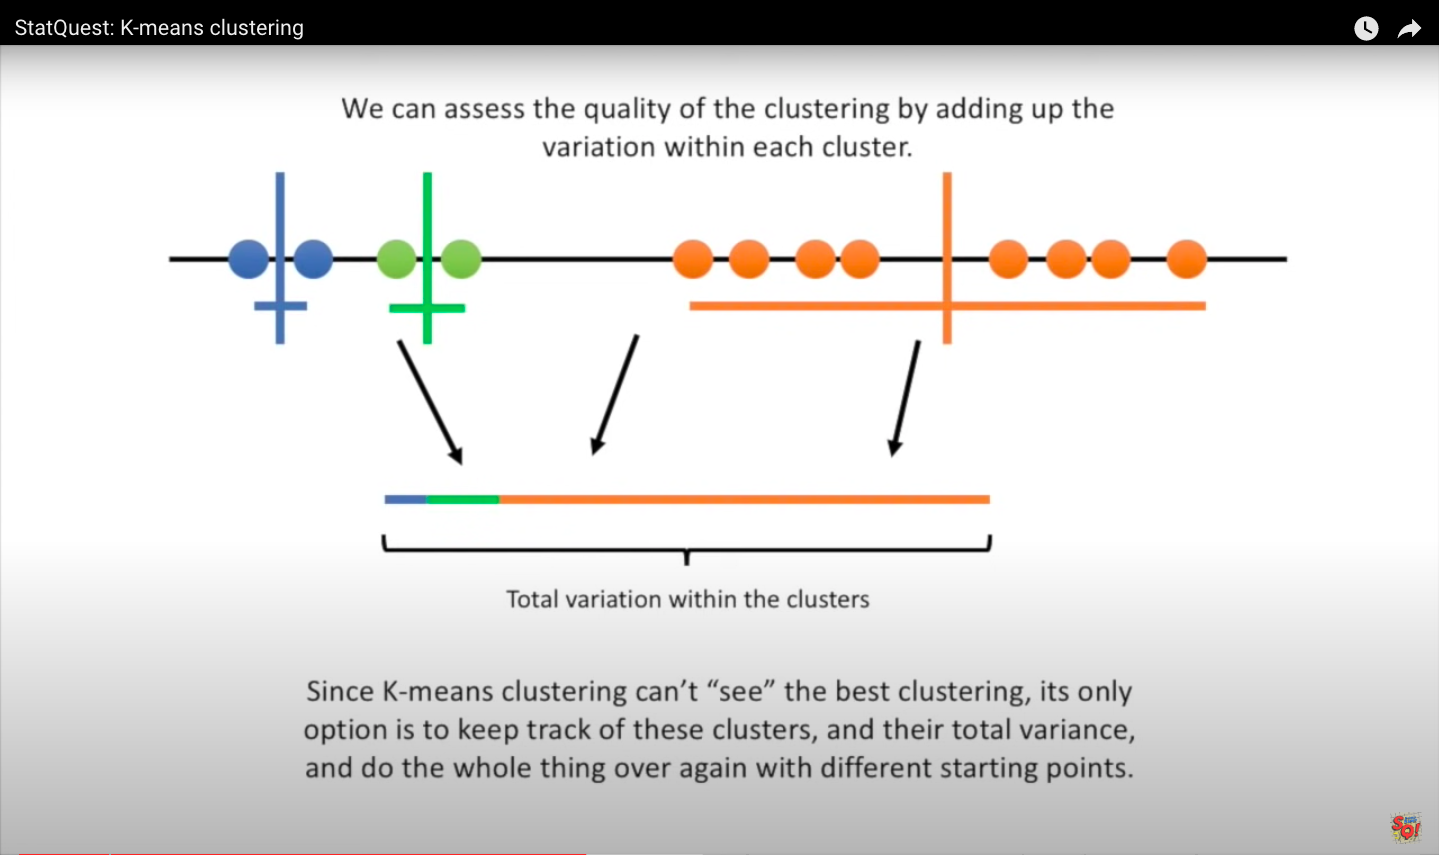 StatQuest: K-means clustering
We can assess the quality of the clustering by adding up the
variation within each cluster.
Total variation within the clusters
Since K-means clustering can’t “see” the best clustering, its only
option is to keep track of these clusters, and their total variance,
and do the whole thing over again with different starting points.
SQ!